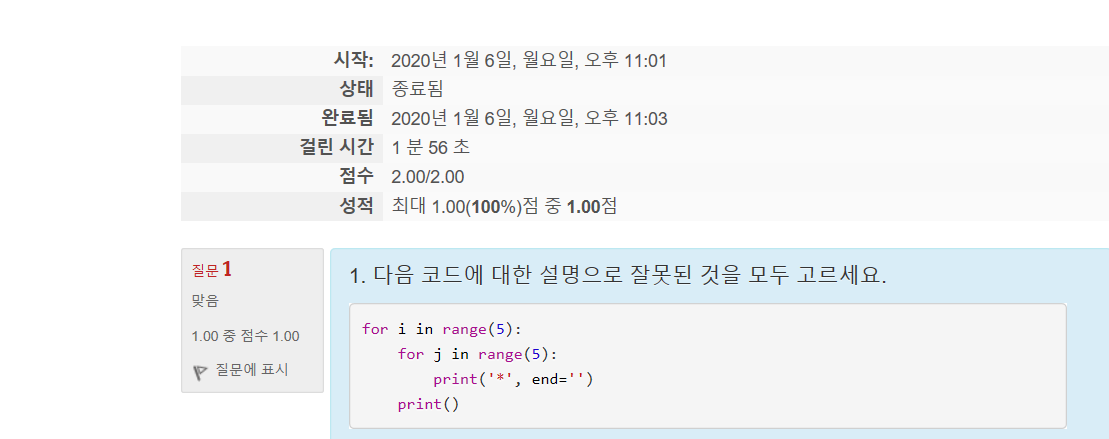 시작: 2020년 1월 6일, 월요일, 오후 11:01
상태 종료됨
완료됨 2020년 1월 6일, 월요일, 오후 11:03
걸린 시간 1 분 56 초
점수 2.00/2.00
성적 최대 1.00(100%)점 중 1.00점
질문 1
맞음
1.00 중 점수 1.00
질문에 표시
1. 다음 코드에 대한 설명으로 잘못된 것을 모두 고르세요.
for i in range(5):
    for j in range(5):
        print('*', end='')
    print()